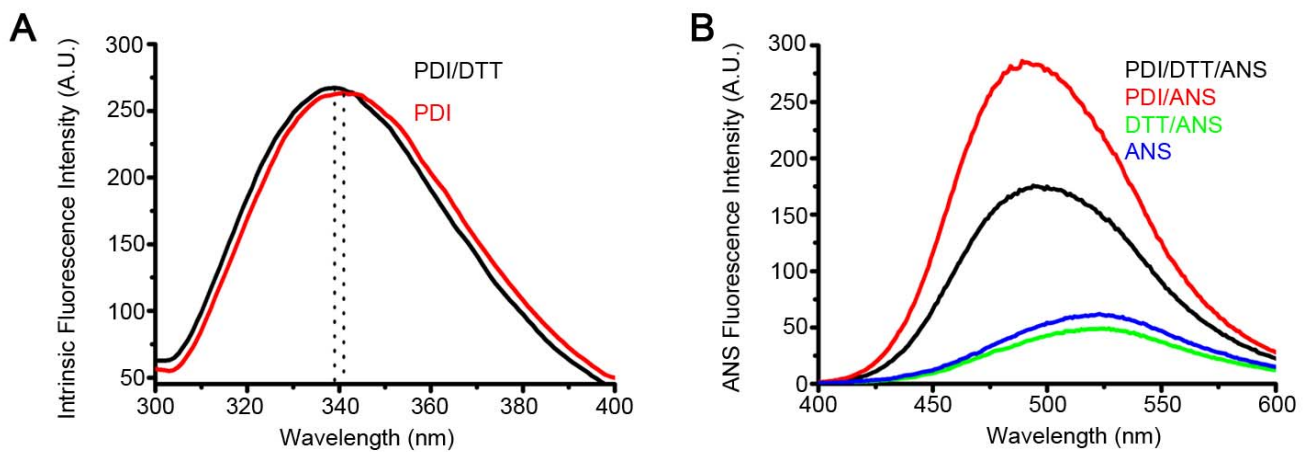 A
Intrinsic Fluorescence Intensity (A.U.)
300
250
200
150
100
50
PDI/DTT
PDI
300 320 340 360 380 400
Wavelength (nm)
B
ANS Fluorescence Intensity (A.U.)
300
250
200
150
100
50
0
PDI/DTT/ANS
PDI/ANS
DTT/ANS
ANS
400 450 500 550 600
Wavelength (nm)